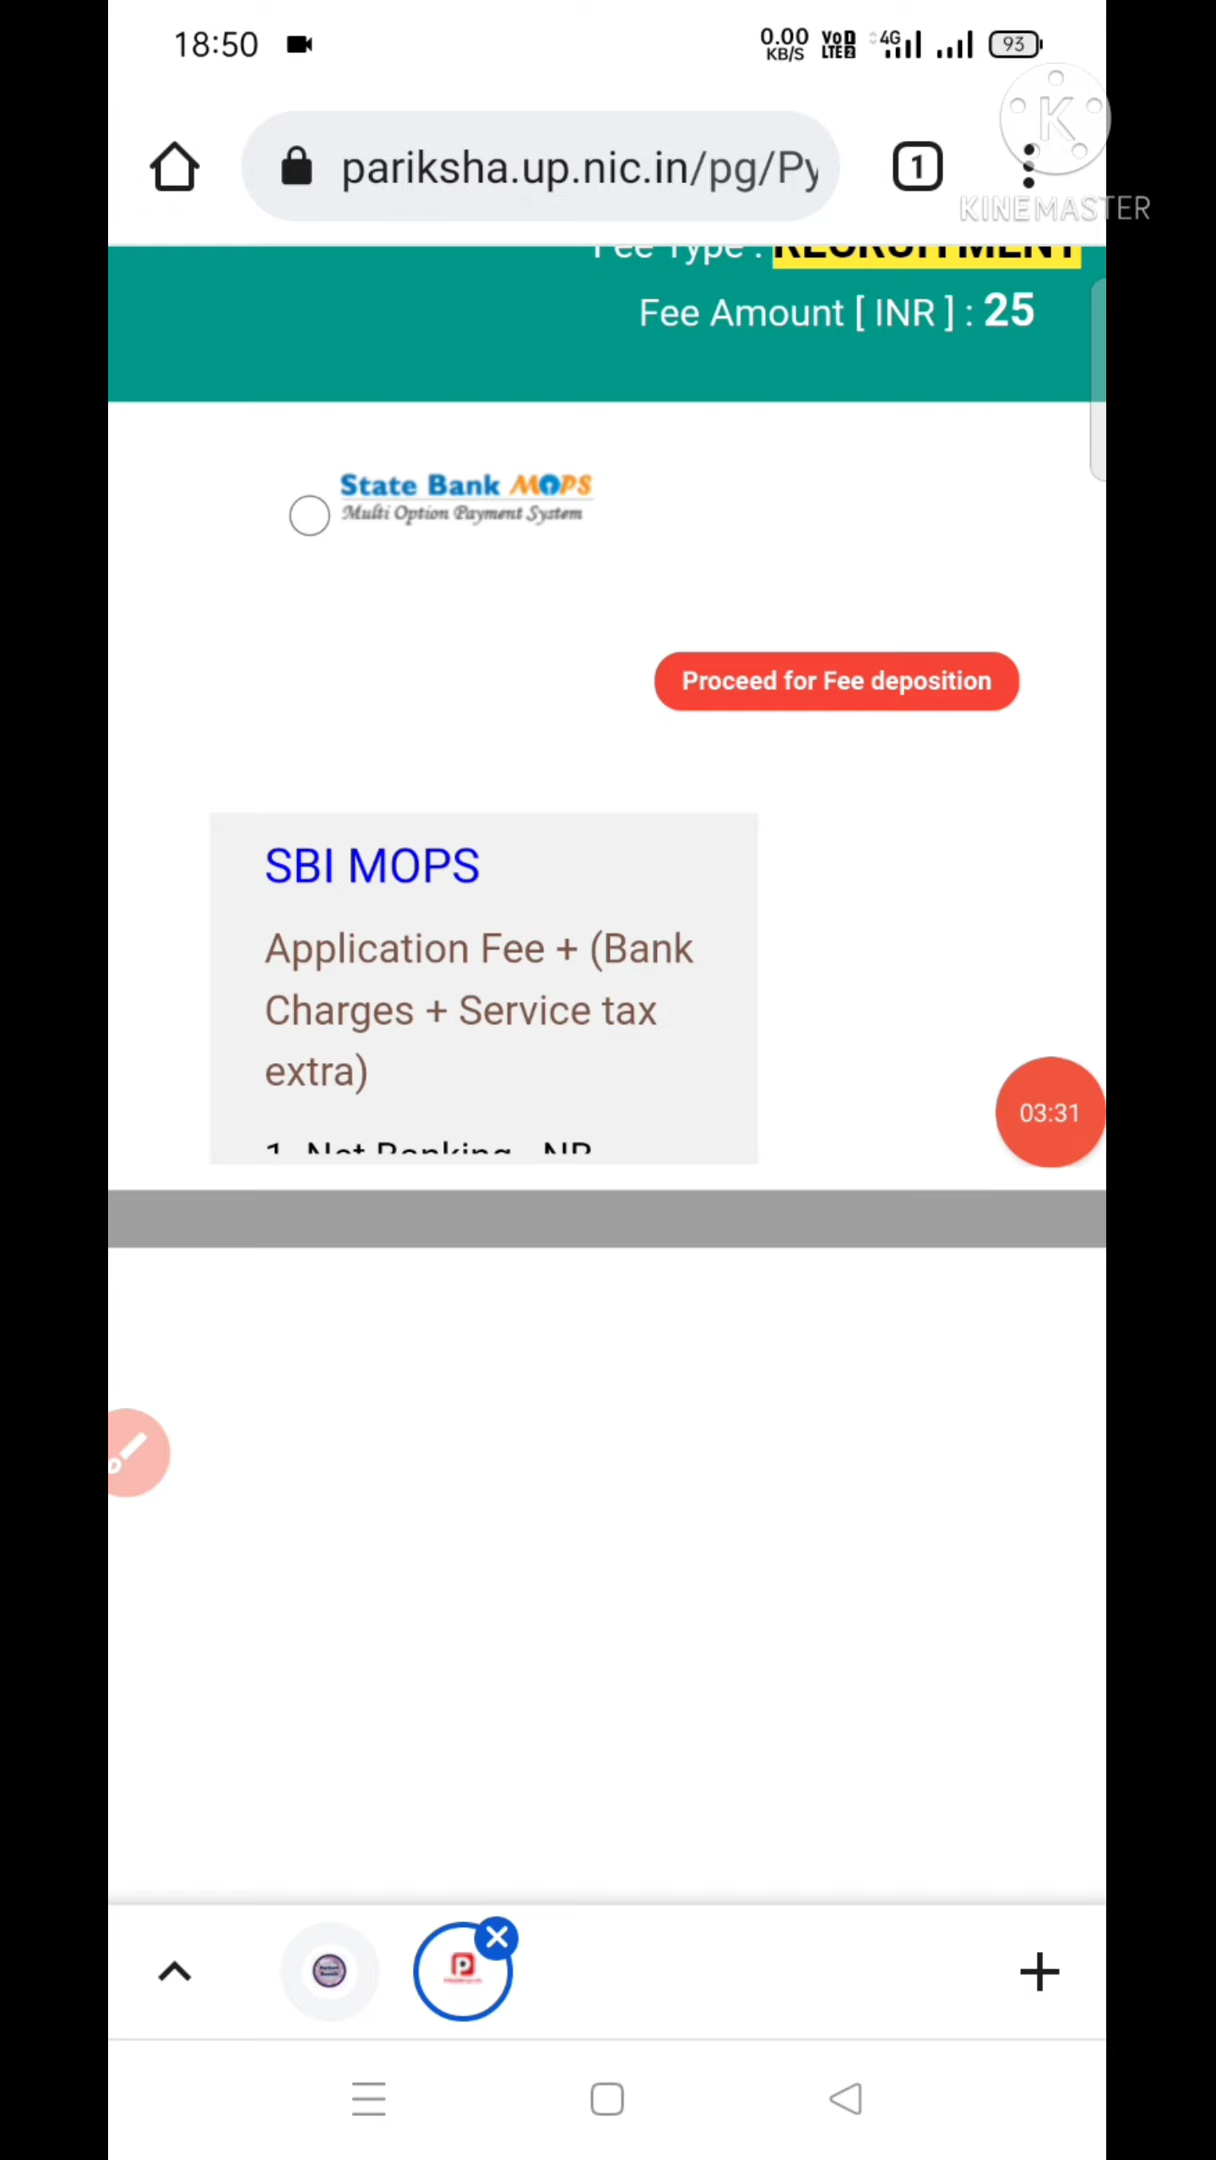 18:50
0.00 KB/S VoD LTE2 4G 93
pariksha.up.nic.in/pg/Py
1
K
KINEMASTER
Fee Type : RECRUITMENT
Fee Amount [ INR ] : 25
State Bank MOPS
Multi Option Payment System
Proceed for Fee deposition
SBI MOPS
Application Fee + (Bank
Charges + Service tax
extra)
03:31
1. Net Banking - NB